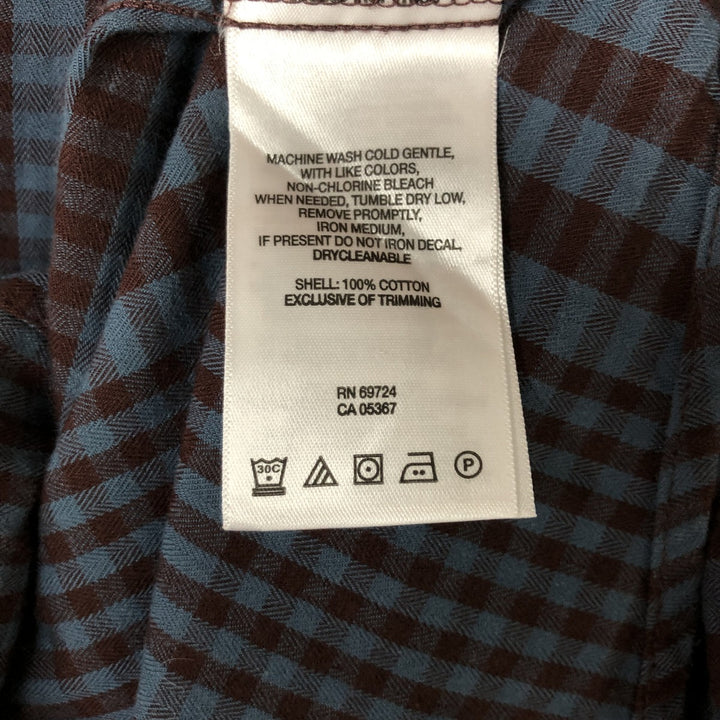 MACHINE WASH COLD GENTLE,
WITH LIKE COLORS,
NON-CHLORINE BLEACH
WHEN NEEDED, TUMBLE DRY LOW,
REMOVE PROMPTLY,
IRON MEDIUM,
IF PRESENT DO NOT IRON DECAL,
DRYCLEANABLE
SHELL: 100% COTTON
EXCLUSIVE OF TRIMMING
RN 69724
CA 05367
30C P